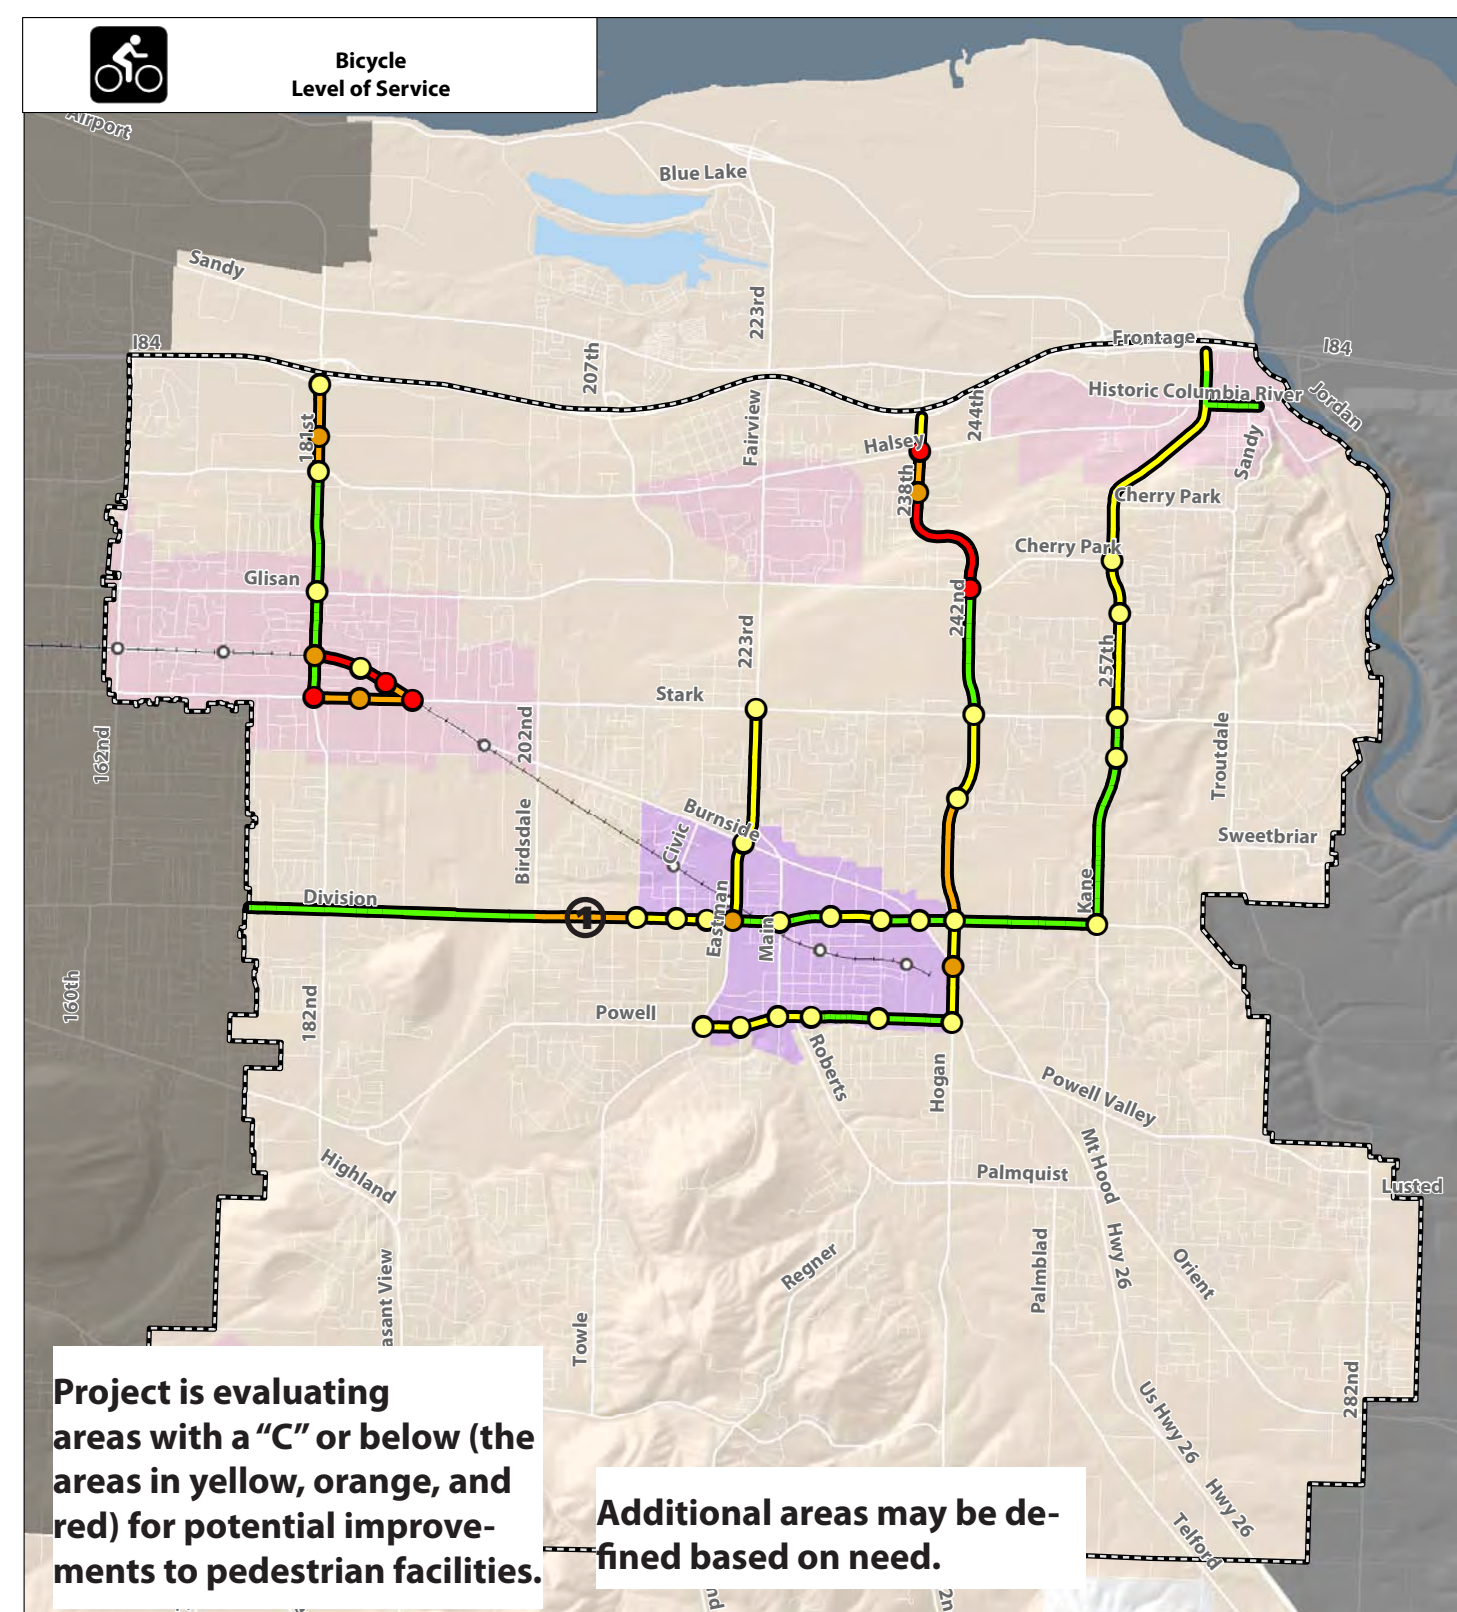 Bicycle
Level of Service
Airport
Blue Lake
Sandy
223rd
I84
Frontage
I84
207th
Historic Columbia River
Jordan
244th
Fairview
181st
Halsey
Sandy
238th
Cherry Park
Cherry Park
Glisan
242nd
223rd
257th
Stark
202nd
162nd
Troutdale
Burnside
Civic
Sweetbriar
Birdsdale
Division
Kane
1
Eastman
Main
160th
182nd
Powell
Roberts
Hogan
Powell Valley
Mt Hood
Highland
Palmquist
Lusted
Hwy 26
Regner
Orient
Palmblad
asant View
Towle
282nd
Us Hwy 26
Hwy 26
Telford
Project is evaluating
areas with a “C” or below (the
areas in yellow, orange, and
red) for potential improve-
ments to pedestrian facilities.
Additional areas may be de-
fined based on need.
nd
2n